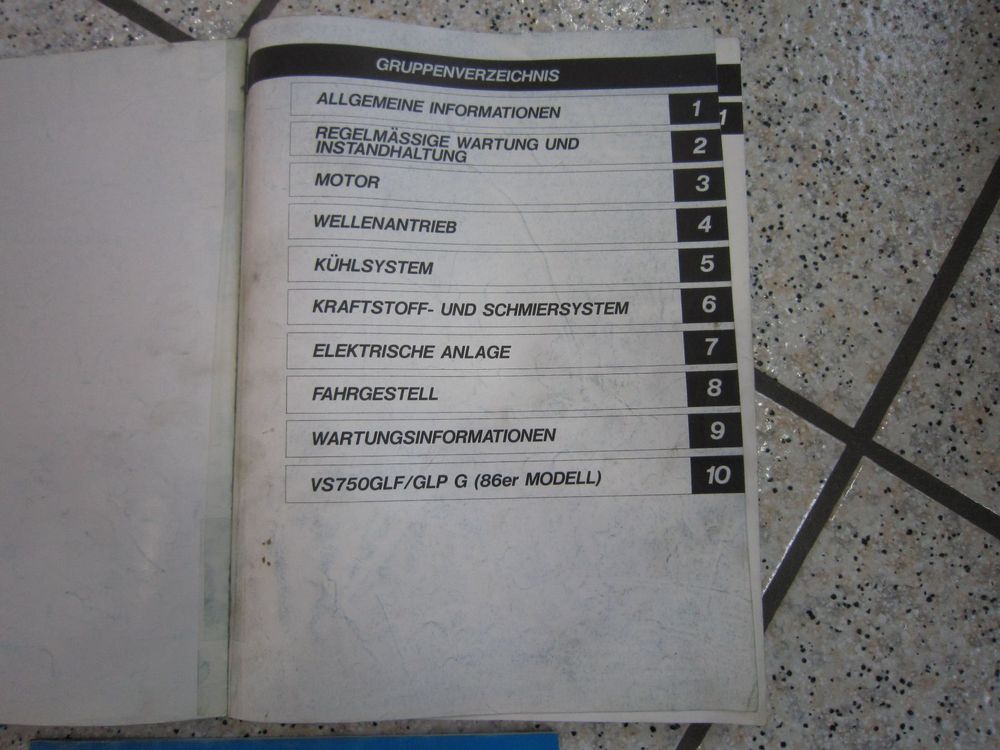 GRUPPENVERZEICHNIS
ALLGEMEINE INFORMATIONEN 1
1
REGELMÄSSIGE WARTUNG UND
INSTANDHALTUNG 2
MOTOR 3
WELLENANTRIEB 4
KÜHLSYSTEM 5
KRAFTSTOFF- UND SCHMIERSYSTEM 6
ELEKTRISCHE ANLAGE 7
FAHRGESTELL 8
WARTUNGSINFORMATIONEN 9
VS750GLF/GLP G (86er MODELL) 10